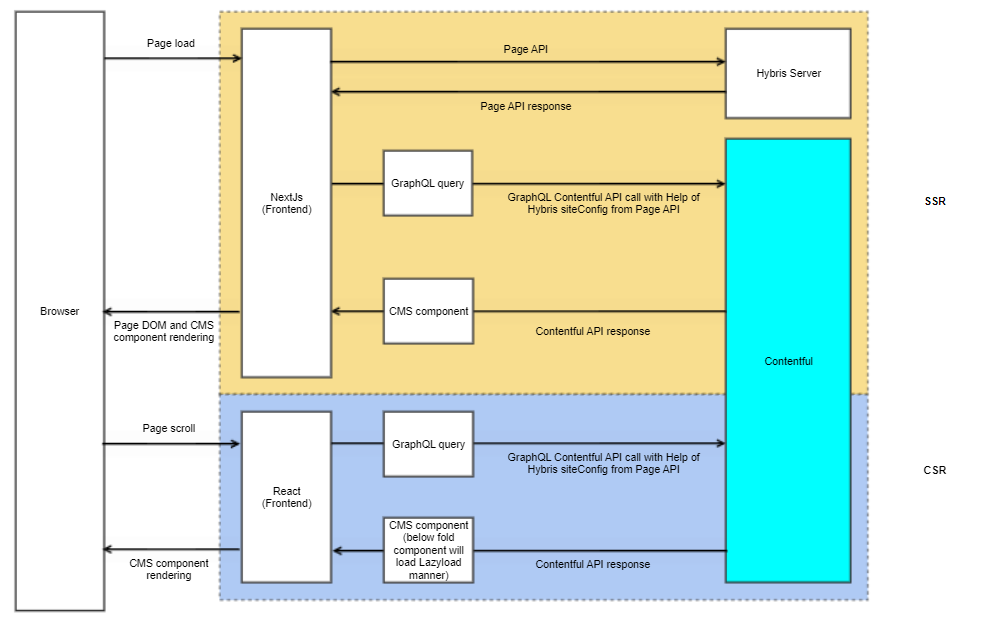 Page load
Page API
Hybris Server
Page API response
NextJs
(Frontend)
GraphQL query
GraphQL Contentful API call with Help of
Hybris siteConfig from Page API
SSR
Browser
CMS component
Page DOM and CMS
component rendering
Contentful API response
Contentful
Page scroll
GraphQL query
GraphQL Contentful API call with Help of
Hybris siteConfig from Page API
CSR
React
(Frontend)
CMS component
(below fold
component will
load Lazyload
manner)
CMS component
rendering
Contentful API response